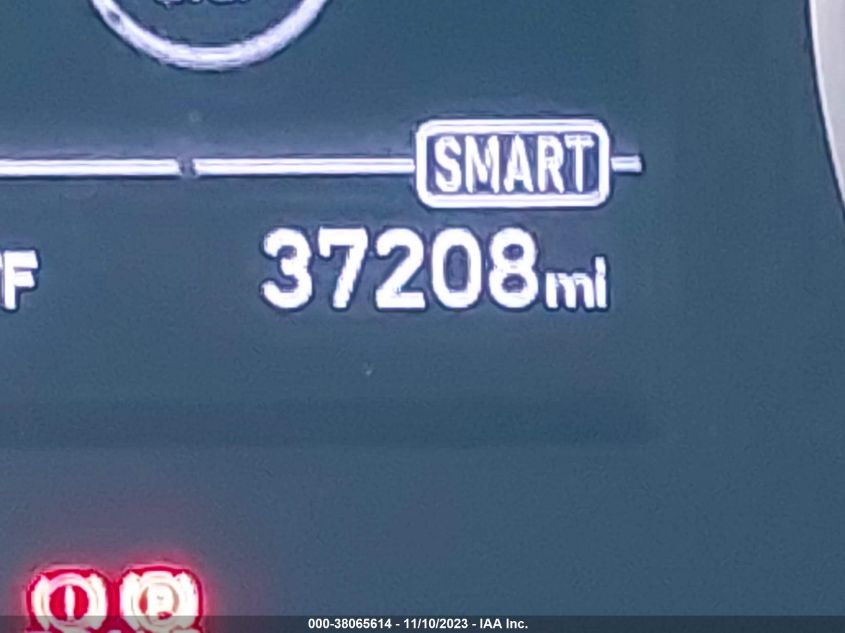 SMART
F
37208mi
000-38065614 - 11/10/2023 - IAA Inc.